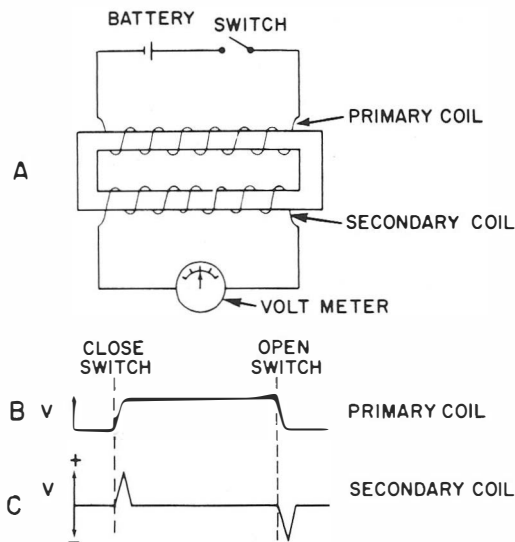 BATTERY
SWITCH
PRIMARY COIL
A
SECONDARY COIL
VOLT METER
CLOSE
SWITCH
OPEN
SWITCH
B V
PRIMARY COIL
+
C V
SECONDARY COIL
−